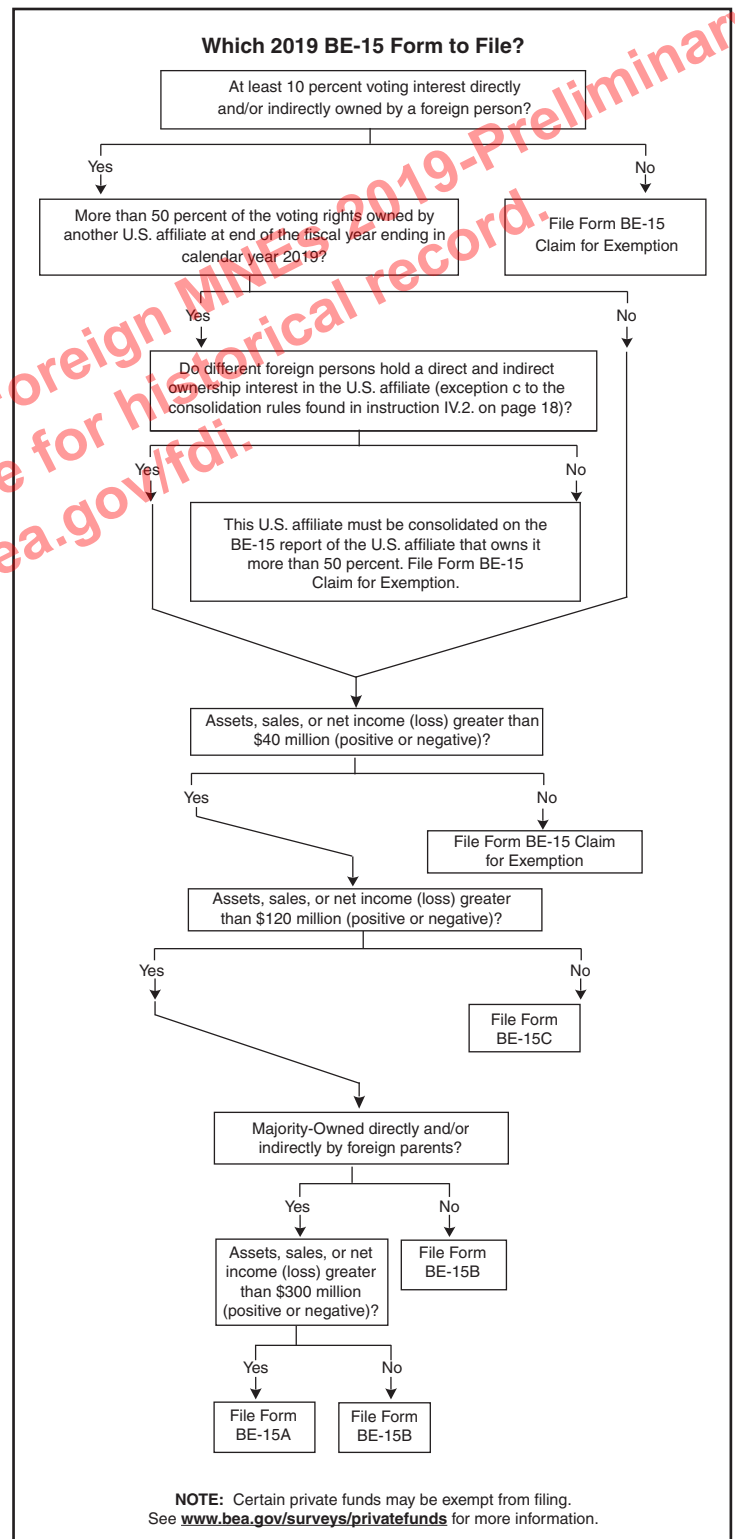 Which 2019 BE-15 Form to File?
At least 10 percent voting interest directly
and/or indirectly owned by a foreign person?
Yes
No
More than 50 percent of the voting rights owned by
another U.S. affiliate at end of the fiscal year ending in
calendar year 2019?
File Form BE-15
Claim for Exemption
Yes
No
Do different foreign persons hold a direct and indirect
ownership interest in the U.S. affiliate (exception c to the
consolidation rules found in instruction IV.2. on page 18)?
Yes
No
This U.S. affiliate must be consolidated on the
BE-15 report of the U.S. affiliate that owns it
more than 50 percent. File Form BE-15
Claim for Exemption.
Assets, sales, or net income (loss) greater than
$40 million (positive or negative)?
Yes
No
File Form BE-15 Claim
for Exemption
Assets, sales, or net income (loss) greater
than $120 million (positive or negative)?
Yes
No
File Form
BE-15C
Majority-Owned directly and/or
indirectly by foreign parents?
Yes
No
Assets, sales, or net
income (loss) greater
than $300 million
(positive or negative)?
File Form
BE-15B
Yes
No
File Form
BE-15A
File Form
BE-15B
NOTE: Certain private funds may be exempt from filing.
See www.bea.gov/surveys/privatefunds for more information.
Foreign MNEs 2019-Preliminary
for historical record.
ea.gov/fdi.